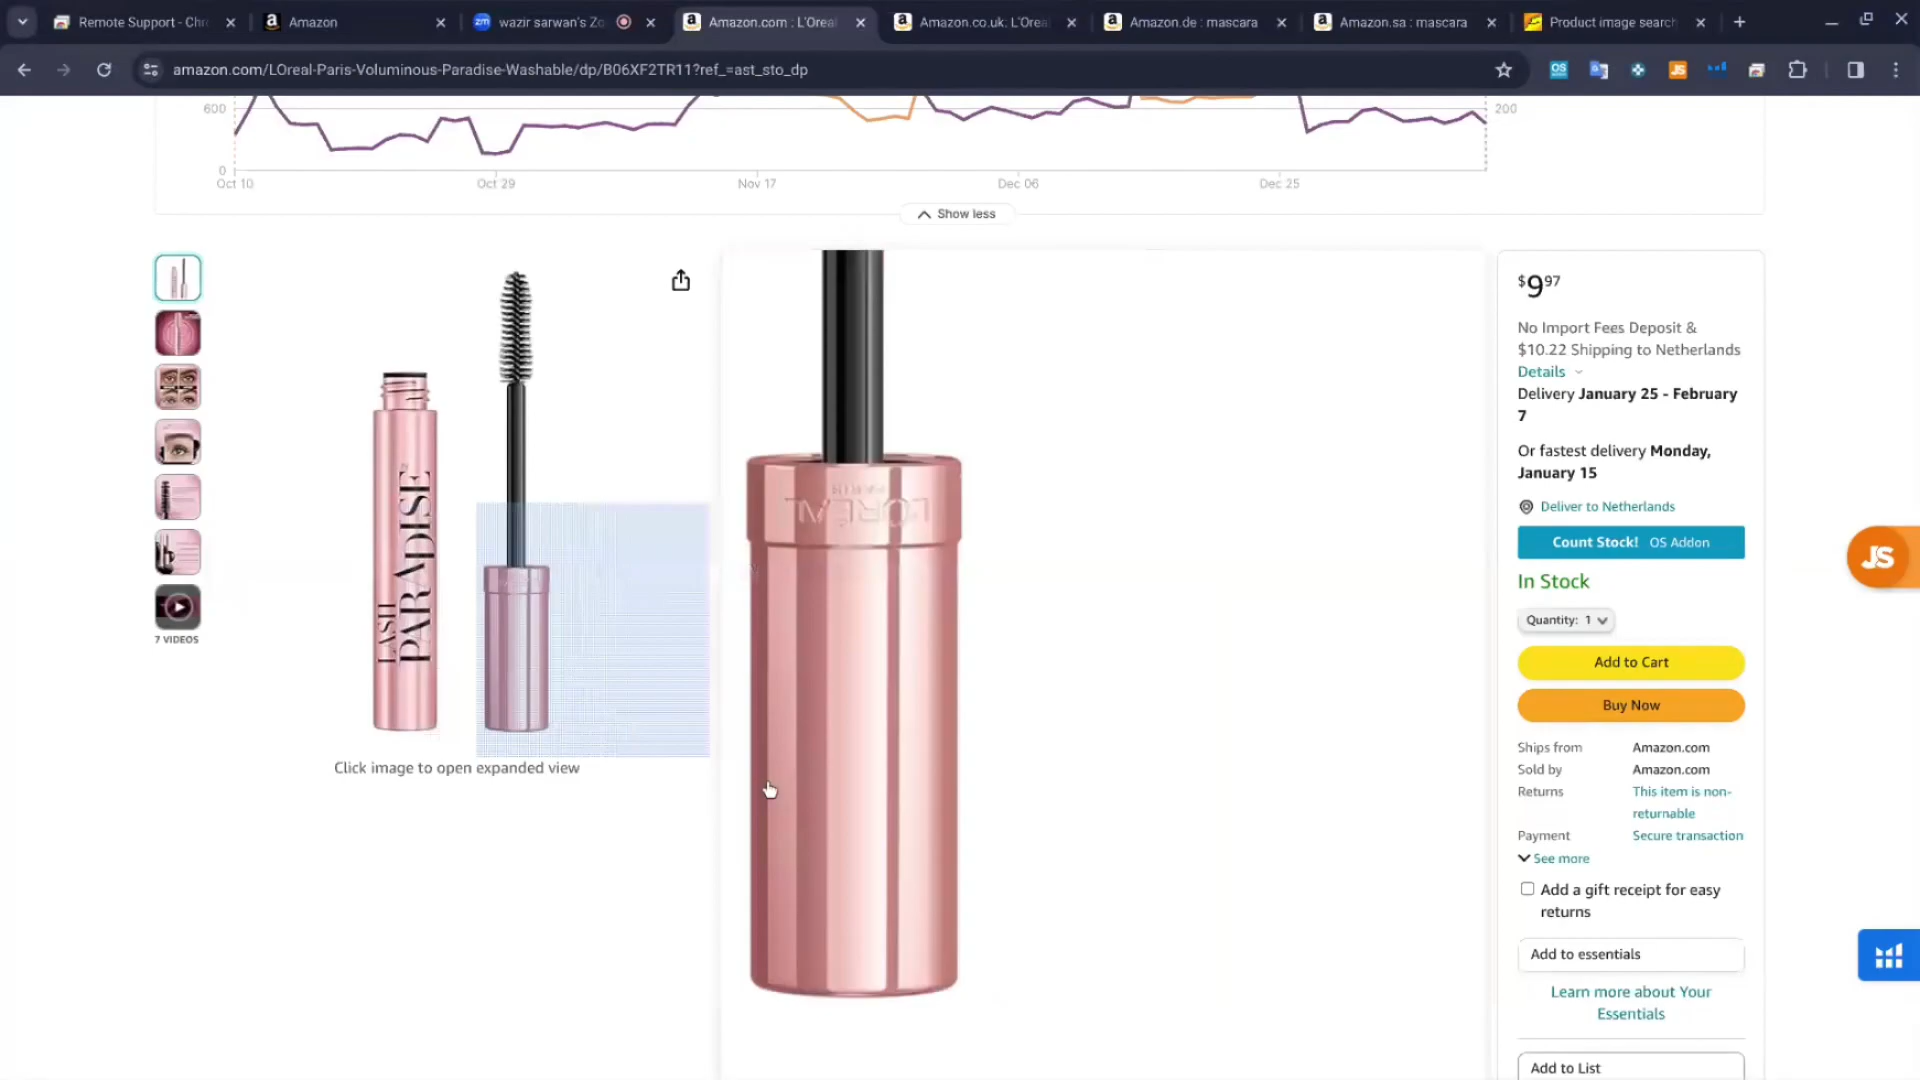 Remote Support - Chr
Amazon
wazir sarwan's Zo
Amazon.com : L'Orea
Amazon.co.uk: L'Orea
Amazon.de : mascara
Amazon.sa : mascara
Product image search
amazon.com/LOreal-Paris-Voluminous-Paradise-Washable/dp/B06XF2TR11?ref_=ast_sto_dp
600
200
0
Oct 10
Oct 29
Nov 17
Dec 06
Dec 25
Show less
LASH
PARADISE
L'ORÉAL
PARIS
Click image to open expanded view
7 VIDEOS
$9 97
No Import Fees Deposit &
$10.22 Shipping to Netherlands
Details
Delivery January 25 - February
7
Or fastest delivery Monday,
January 15
Deliver to Netherlands
Count Stock! OS Addon
In Stock
Quantity: 1
Add to Cart
Buy Now
Ships from Amazon.com
Sold by Amazon.com
Returns This item is non-
returnable
Payment Secure transaction
See more
Add a gift receipt for easy
returns
Add to essentials
Learn more about Your
Essentials
Add to List
JS